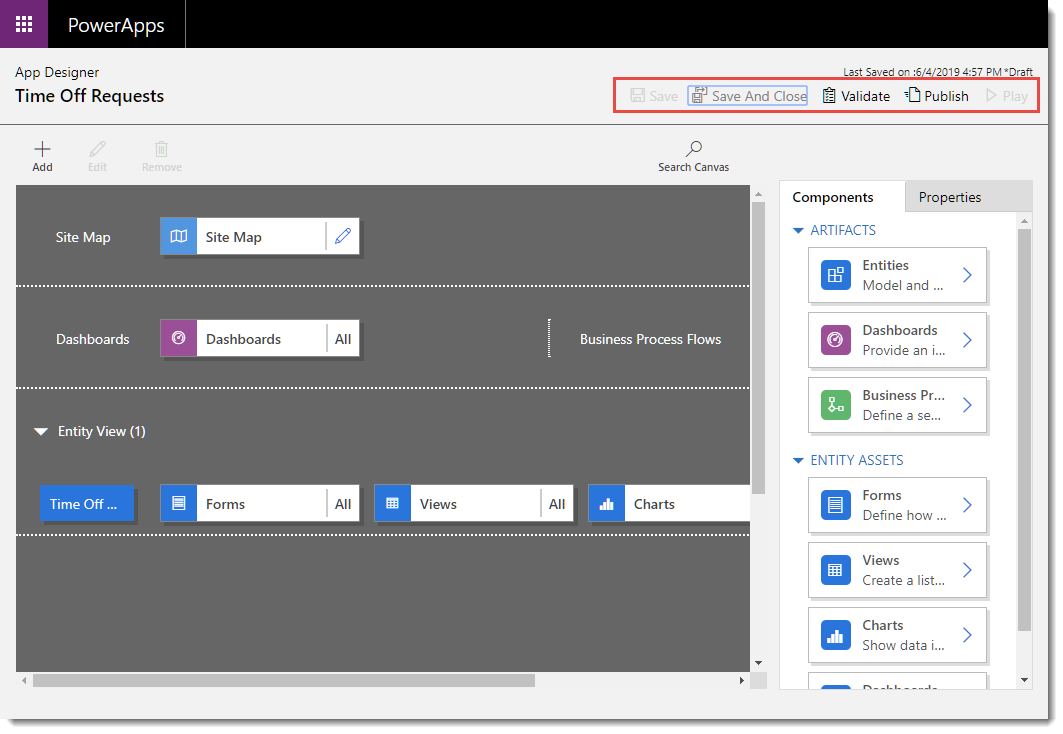 PowerApps
App Designer
Time Off Requests
Last Saved on :6/4/2019 4:57 PM *Draft
Save
Save And Close
Validate
Publish
Play
Add
Edit
Remove
Search Canvas
Site Map
Site Map
Dashboards
Dashboards
All
Business Process Flows
Entity View (1)
Time Off ...
Forms
All
Views
All
Charts
Components
Properties
ARTIFACTS
Entities
Model and ...
Dashboards
Provide an i...
Business Pr...
Define a se...
ENTITY ASSETS
Forms
Define how ...
Views
Create a list...
Charts
Show data i...
Dashboards